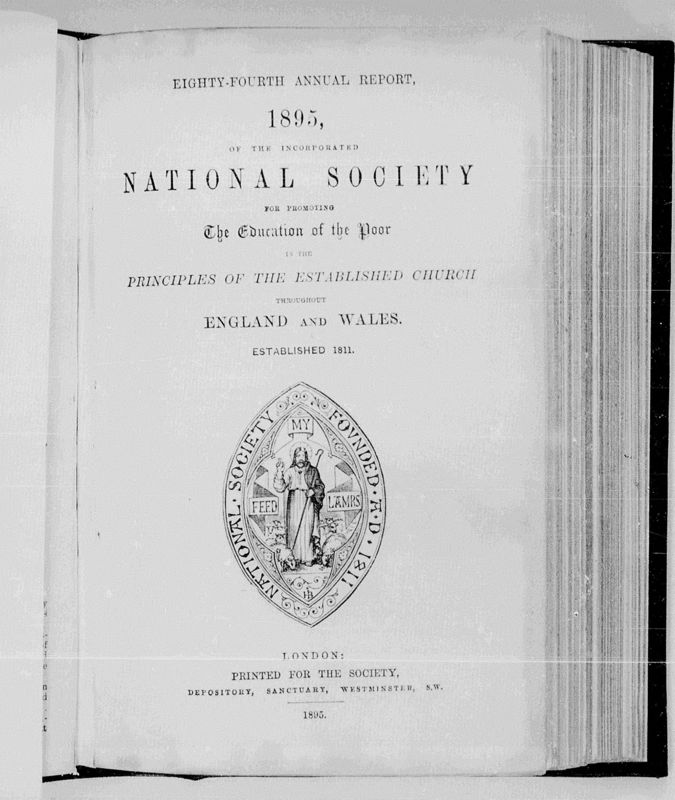 EIGHTY-FOURTH ANNUAL REPORT,
1895,
OF THE INCORPORATED
NATIONAL SOCIETY
FOR PROMOTING
The Education of the Poor
IN THE
PRINCIPLES OF THE ESTABLISHED CHURCH
THROUGHOUT
ENGLAND AND WALES.
ESTABLISHED 1811.
NATIONAL · SOCIETY
FOVNDED · A · D · 1811
MY
FEED LAMBS
LONDON:
PRINTED FOR THE SOCIETY,
DEPOSITORY, SANCTUARY, WESTMINSTER, S.W.
1895.